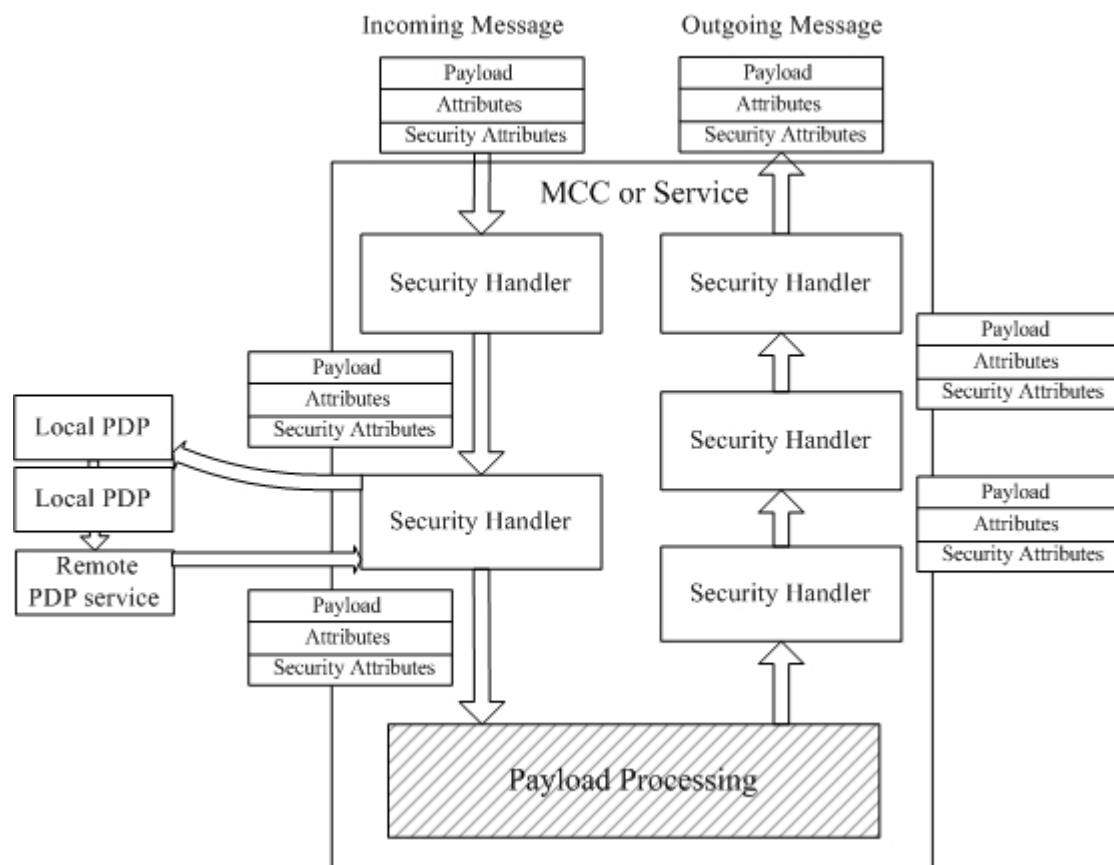 Incoming Message
Payload
Attributes
Security Attributes
Outgoing Message
Payload
Attributes
Security Attributes
MCC or Service
Security Handler
Security Handler
Payload
Attributes
Security Attributes
Payload
Attributes
Security Attributes
Local PDP
Local PDP
Remote
PDP service
Security Handler
Security Handler
Payload
Attributes
Security Attributes
Payload
Attributes
Security Attributes
Security Handler
Payload Processing